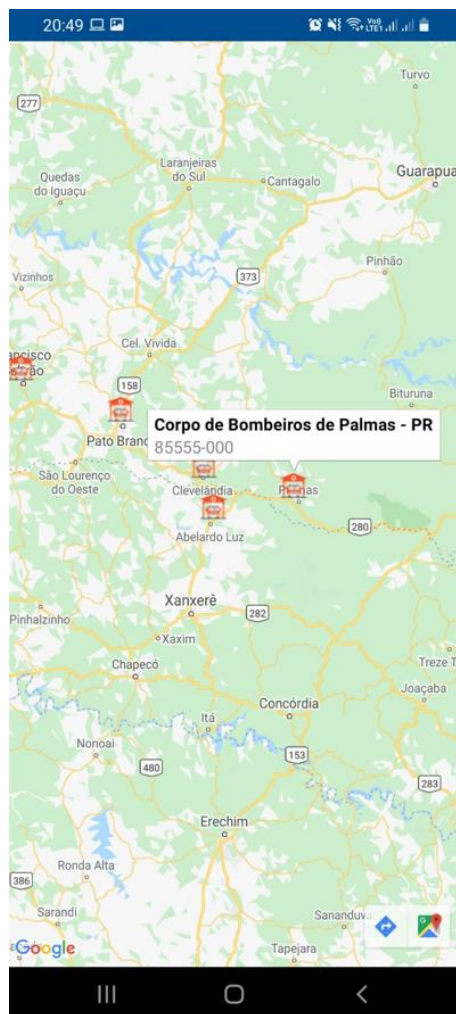 20:49
Turvo
277
Laranjeiras
do Sul
Quedas
do Iguaçu
Cantagalo
Guarapua
Pinhão
Vizinhos
373
Cel. Vivida
158
Bituruna
Corpo de Bombeiros de Palmas - PR
85555-000
Pato Branc
São Lourenço
do Oeste
Clevelândia
Palmas
280
Abelardo Luz
Xanxerê
282
Pinhalzinho
Xaxim
Chapecó
Treze T
Joaçaba
Concórdia
Itá
Nonoai
153
480
283
Erechim
Ronda Alta
386
Sarandi
Sananduv
Google
Tapejara